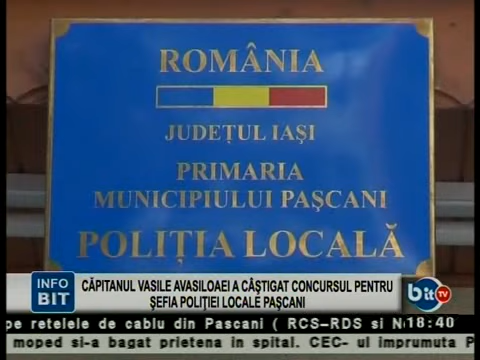 ROMÂNIA
JUDEȚUL IAȘI
PRIMARIA
MUNICIPIULUI PAȘCANI
POLIȚIA LOCALĂ
INFO
BIT
CĂPITANUL VASILE AVASILOAEI A CÂȘTIGAT CONCURSUL PENTRU
ȘEFIA POLIȚIEI LOCALE PAȘCANI
bit TV
pe retelele de cablu din Pascani ( RCS-RDS si N
18:40
moped si-a bagat prietena in spital. CEC- ul imprumuta P